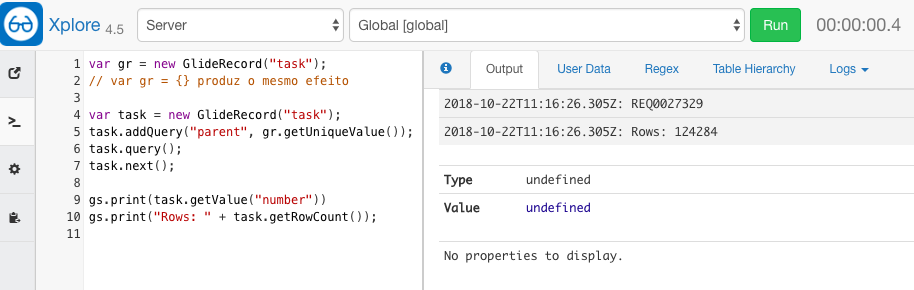 Xplore 4.5 Server Global [global] Run 00:00:00.4
1 var gr = new GlideRecord("task");
2 // var gr = {} produz o mesmo efeito
3
4 var task = new GlideRecord("task");
5 task.addQuery("parent", gr.getUniqueValue());
6 task.query();
7 task.next();
8
9 gs.print(task.getValue("number"))
10 gs.print("Rows: " + task.getRowCount());
11
Output User Data Regex Table Hierarchy Logs
2018-10-22T11:16:26.305Z: REQ0027329
2018-10-22T11:16:26.305Z: Rows: 124284
Type undefined
Value undefined
No properties to display.